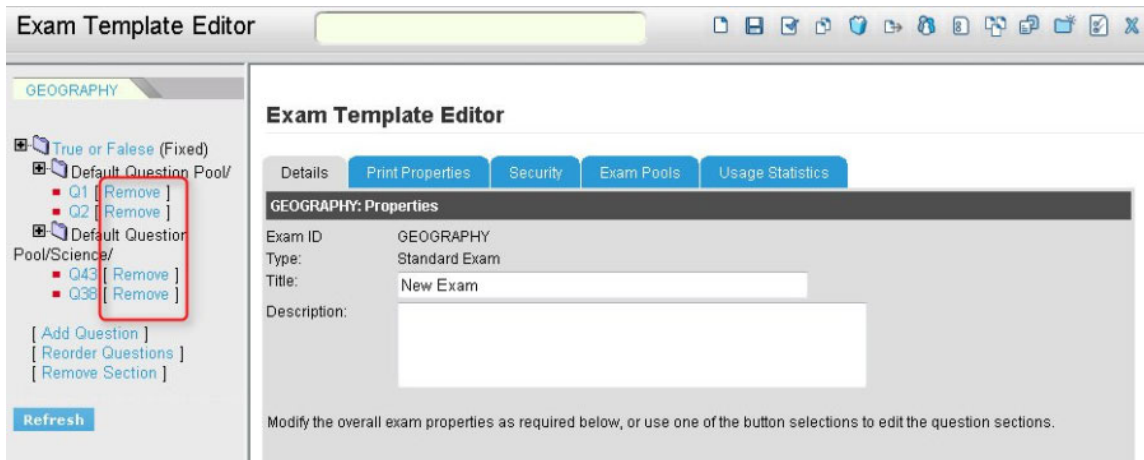 Exam Template Editor
GEOGRAPHY
True or Falese (Fixed)
Default Question Pool/
Q1 [ Remove ]
Q2 [ Remove ]
Default Question
Pool/Science/
Q43 [ Remove ]
Q38 [ Remove ]
[ Add Question ]
[ Reorder Questions ]
[ Remove Section ]
Refresh
Exam Template Editor
Details Print Properties Security Exam Pools Usage Statistics
GEOGRAPHY: Properties
Exam ID GEOGRAPHY
Type: Standard Exam
Title: New Exam
Description:
Modify the overall exam properties as required below, or use one of the button selections to edit the question sections.